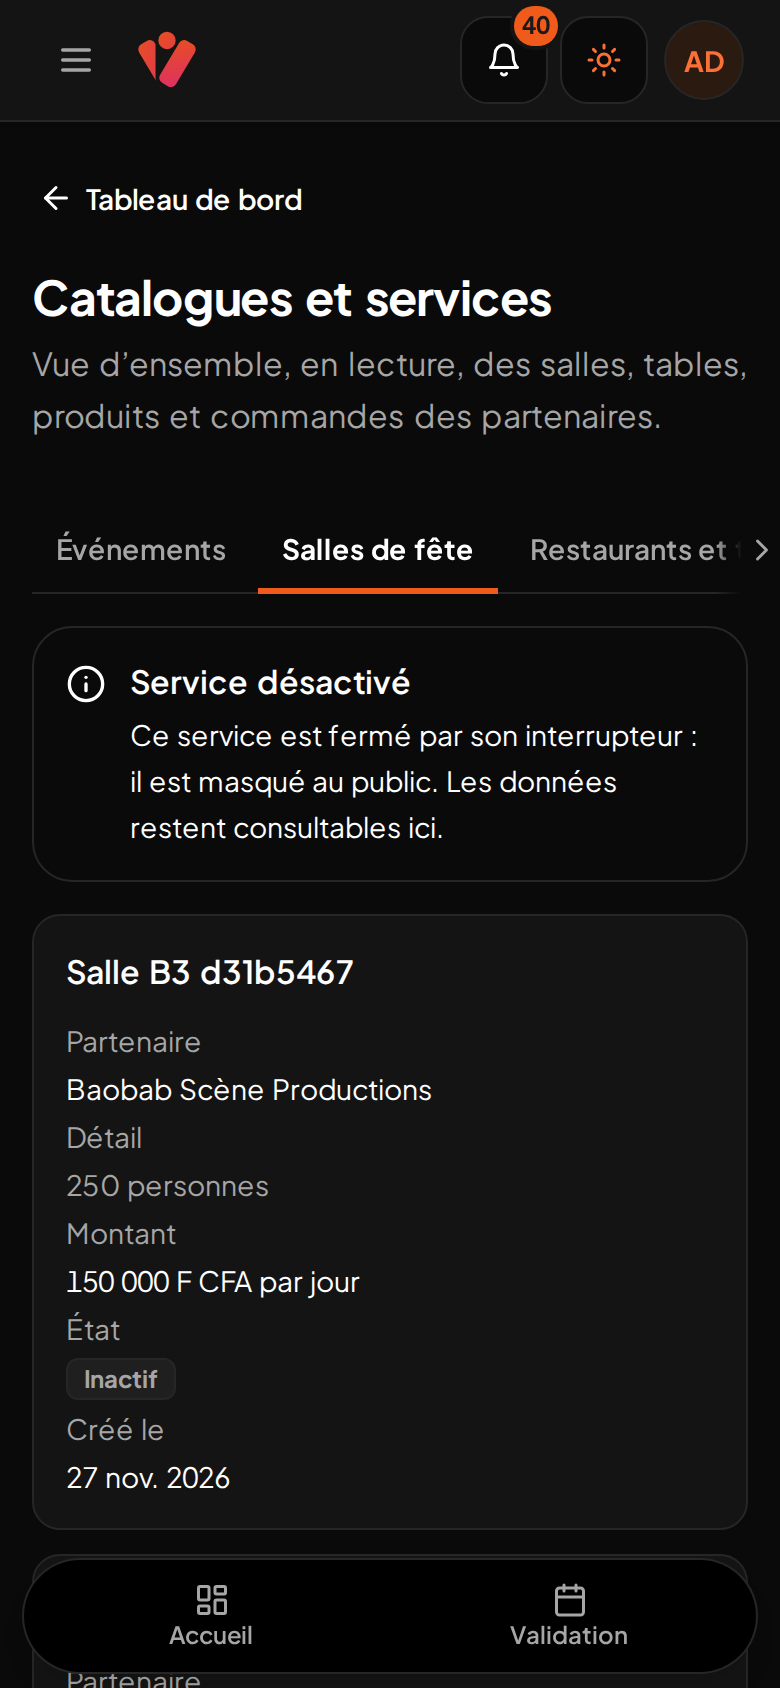 40
AD
Tableau de bord
Catalogues et services
Vue d’ensemble, en lecture, des salles, tables,
produits et commandes des partenaires.
Événements
Salles de fête
Restaurants et
Service désactivé
Ce service est fermé par son interrupteur :
il est masqué au public. Les données
restent consultables ici.
Salle B3 d31b5467
Partenaire
Baobab Scène Productions
Détail
250 personnes
Montant
150 000 F CFA par jour
État
Inactif
Créé le
27 nov. 2026
Accueil
Validation
Partenaire